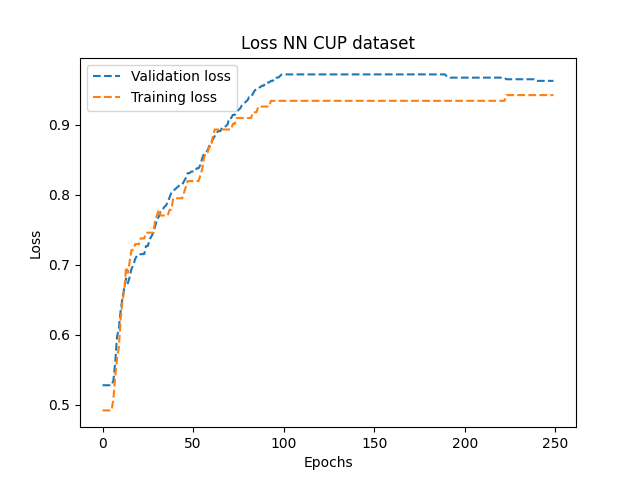 Loss NN CUP dataset
Validation loss
Training loss
0.9
0.8
0.7
0.6
0.5
Loss
0 50 100 150 200 250
Epochs